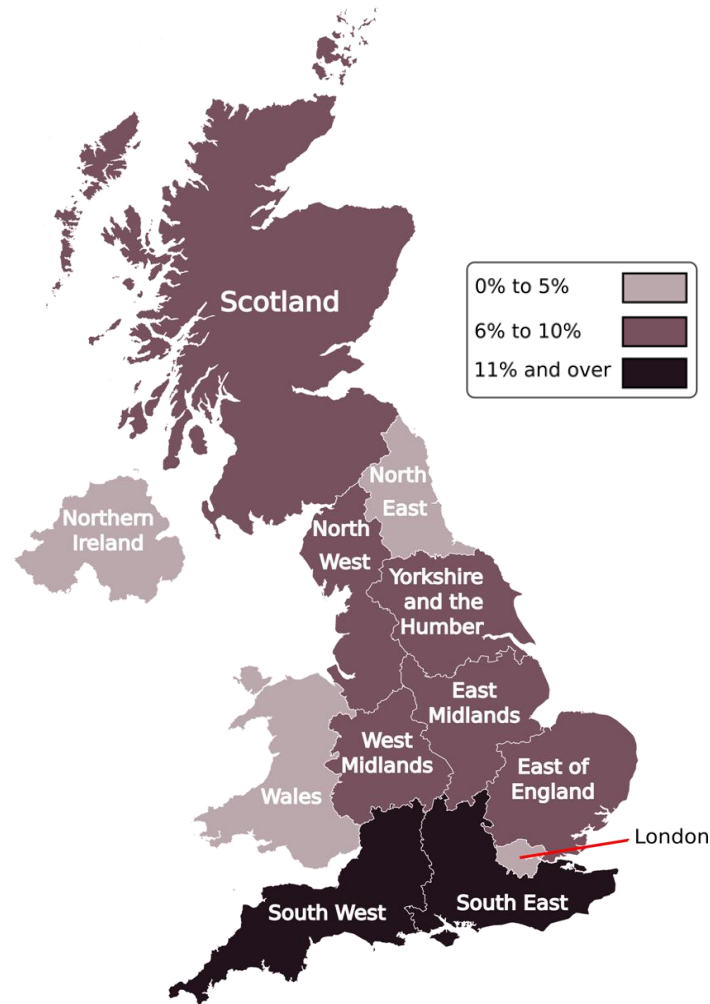 Scotland
0% to 5%
6% to 10%
11% and over
North
East
Northern
Ireland
North
West
Yorkshire
and the
Humber
East
Midlands
West
Midlands
East of
England
Wales
London
South West
South East